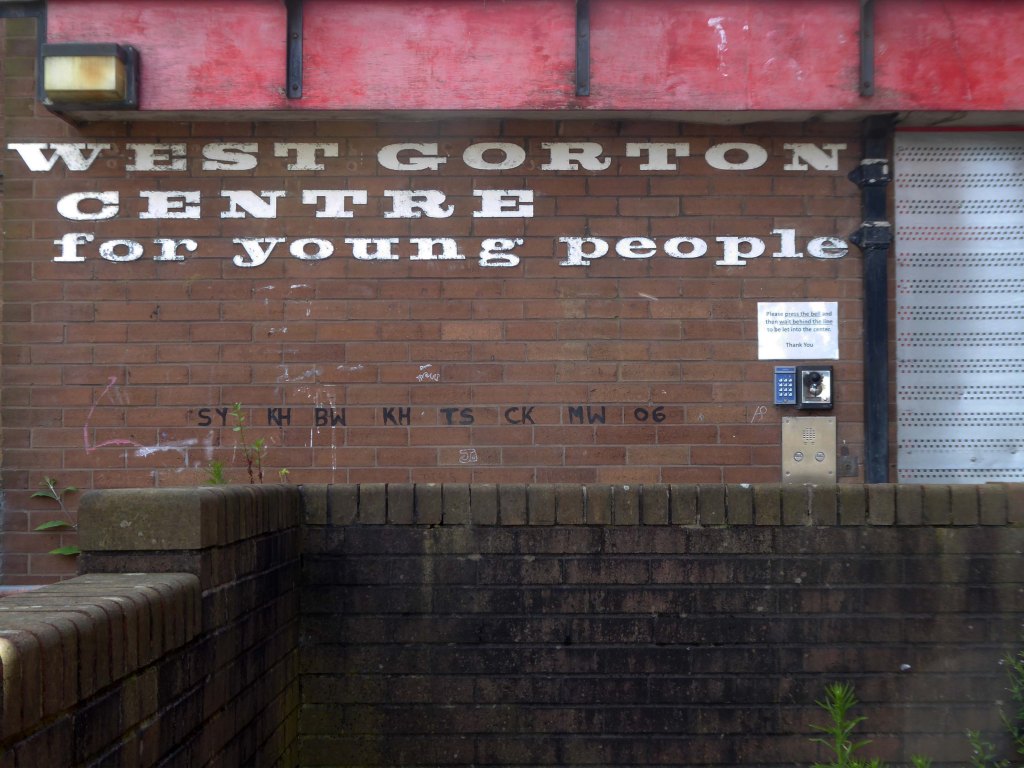 WEST GORTON
CENTRE
for young people
Please press the bell and
then wait behind the line
to be let into the center.
Thank You
SY KH BW KH TS CK MW 06